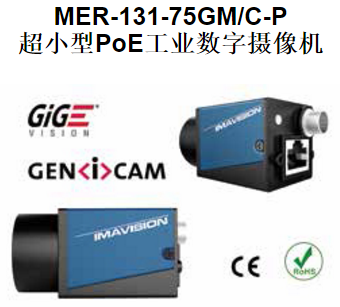 MER-131-75GM/C-P
超小型PoE工业数字摄像机
GiGE
VISION
GEN<i>CAM
IMAVISION
IMAVISION
CE
RoHS